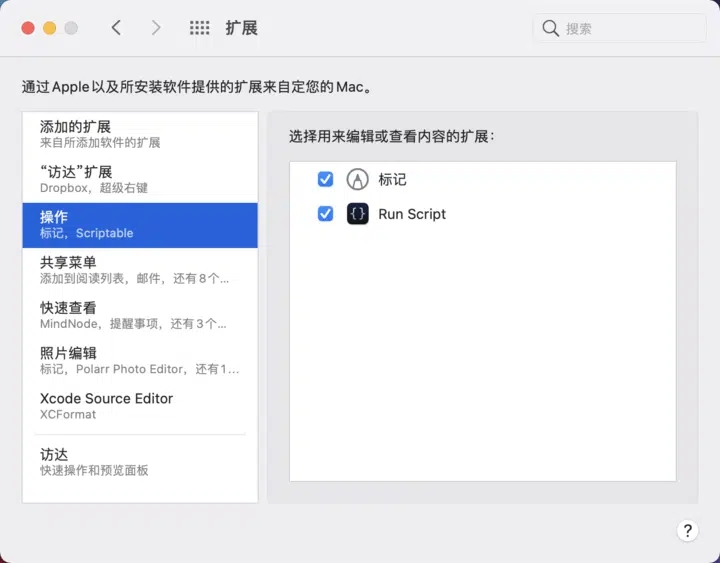 扩展
搜索
通过Apple以及所安装软件提供的扩展来自定您的Mac。
添加的扩展
来自所添加软件的扩展
“访达”扩展
Dropbox，超级右键
操作
标记，Scriptable
共享菜单
添加到阅读列表，邮件，还有8个...
快速查看
MindNode，提醒事项，还有3个...
照片编辑
标记，Polarr Photo Editor，还有1...
Xcode Source Editor
XCFormat
访达
快速操作和预览面板
选择用来编辑或查看内容的扩展：
标记
{} Run Script
?